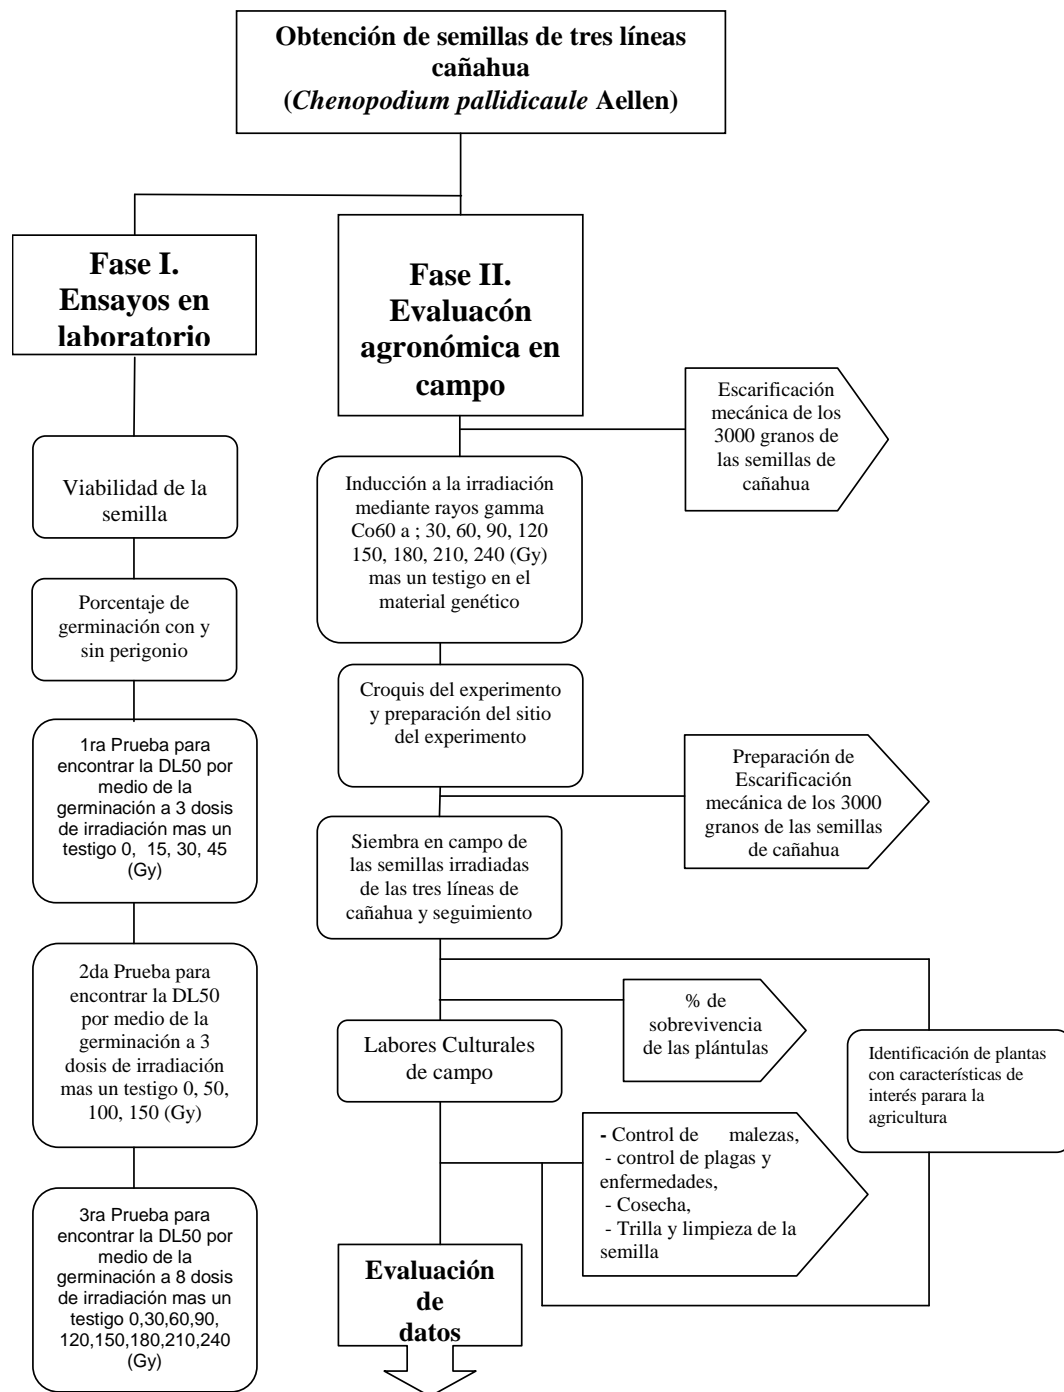 Obtención de semillas de tres líneas
cañahua
(Chenopodium pallidicaule Aellen)
Fase I.
Ensayos en
laboratorio
Viabilidad de la
semilla
Porcentaje de
germinación con y
sin perigonio
1ra Prueba para
encontrar la DL50 por
medio de la
germinación a 3 dosis
de irradiación mas un
testigo 0, 15, 30, 45
(Gy)
2da Prueba para
encontrar la DL50
por medio de la
germinación a 3
dosis de irradiación
mas un testigo 0, 50,
100, 150 (Gy)
3ra Prueba para
encontrar la DL50 por
medio de la
germinación a 8 dosis
de irradiación mas un
testigo 0,30,60,90,
120,150,180,210,240
(Gy)
Fase II.
Evaluacón
agronómica en
campo
Escarificación
mecánica de los
3000 granos de
las semillas de
cañahua
Inducción a la irradiación
mediante rayos gamma
Co60 a ; 30, 60, 90, 120
150, 180, 210, 240 (Gy)
mas un testigo en el
material genético
Croquis del experimento
y preparación del sitio
del experimento
Preparación de
Escarificación
mecánica de los 3000
granos de las semillas
de cañahua
Siembra en campo de
las semillas irradiadas
de las tres líneas de
cañahua y seguimiento
% de
sobrevivencia
de las plántulas
Labores Culturales
de campo
Identificación de plantas
con características de
interés parara la
agricultura
- Control de malezas,
- control de plagas y
enfermedades,
- Cosecha,
- Trilla y limpieza de la
semilla
Evaluación
de
datos